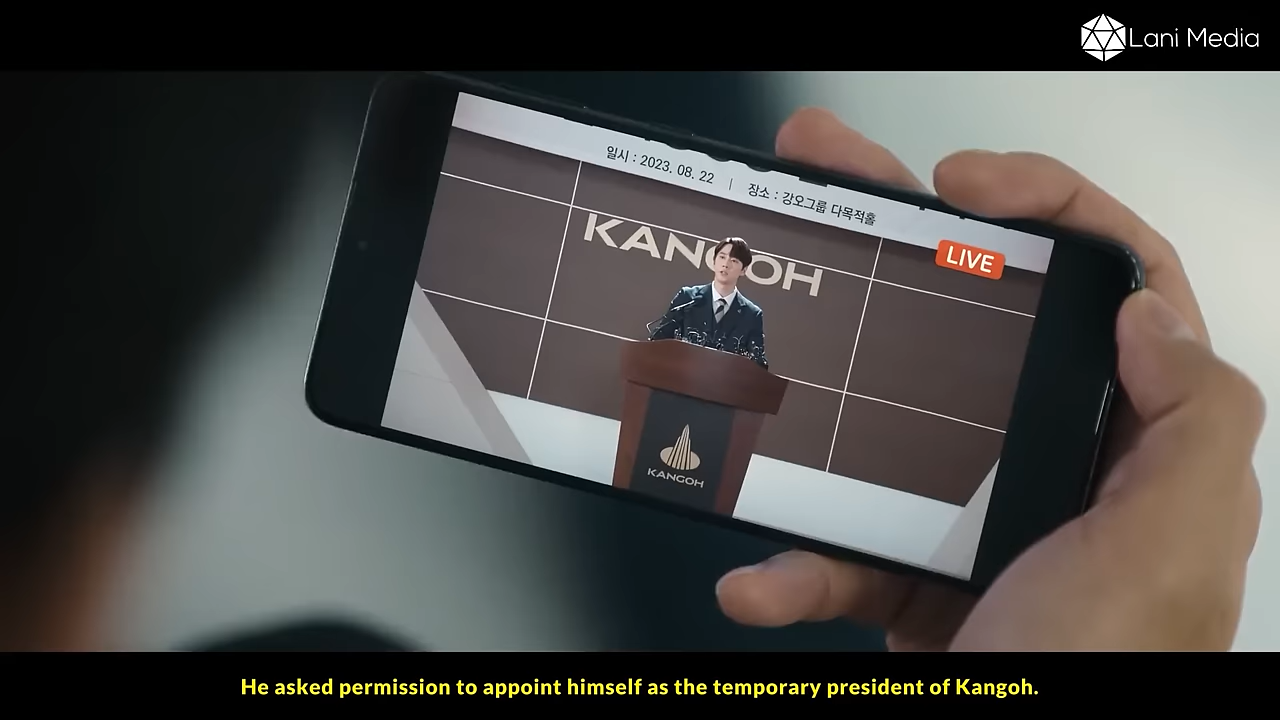 Lani Media
일시 : 2023. 08. 22 | 장소 : 강오그룹 다목적홀
LIVE
KANGOH
KANGOH
He asked permission to appoint himself as the temporary president of Kangoh.